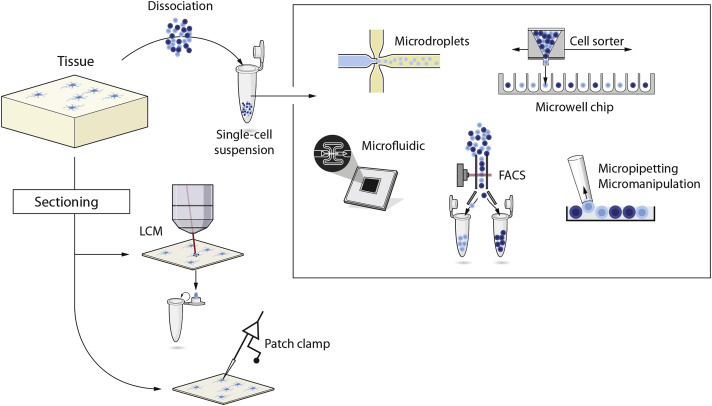 Dissociation
Tissue
Single-cell
suspension
Sectioning
LCM
Patch clamp
Microdroplets
Cell sorter
Microwell chip
Microfluidic
FACS
Micropipetting
Micromanipulation